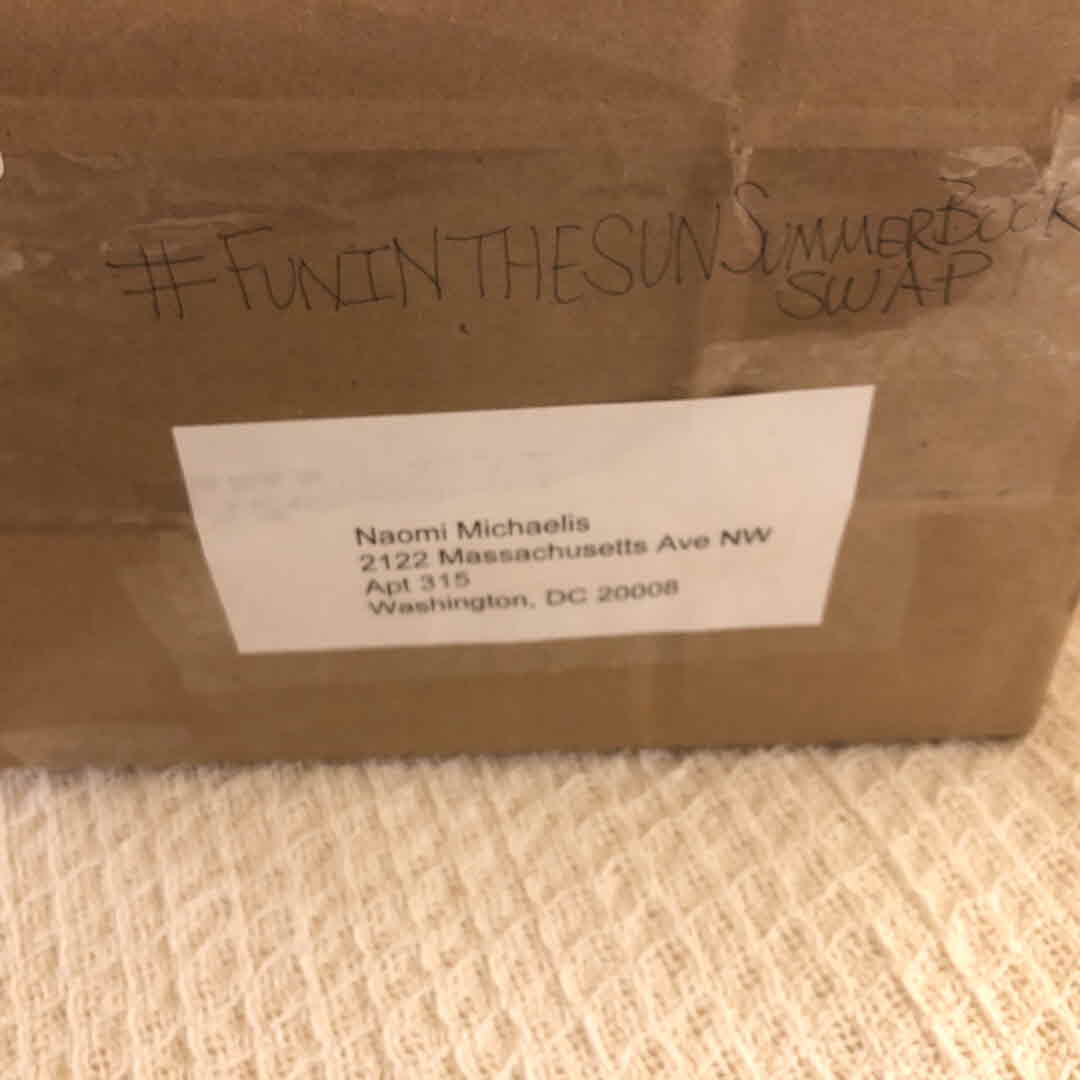 #FUNINTHESUNSUMMERBOOK
SWAP
Naomi Michaelis
2122 Massachusetts Ave NW
Apt 315
Washington, DC 20008